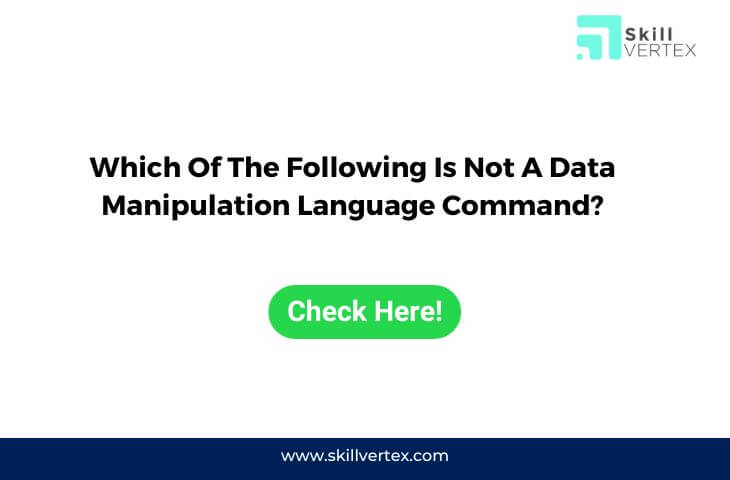 Skill
VERTEX
Which Of The Following Is Not A Data
Manipulation Language Command?
Check Here!
www.skillvertex.com